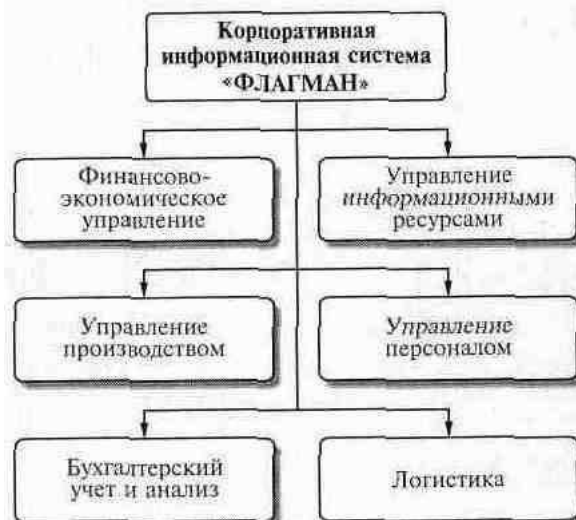 Корпоративная
информационная система
«ФЛАГМАН»
Финансово-
экономическое
управление
Управление
информационными
ресурсами
Управление
производством
Управление
персоналом
Бухгалтерский
учет и анализ
Логистика